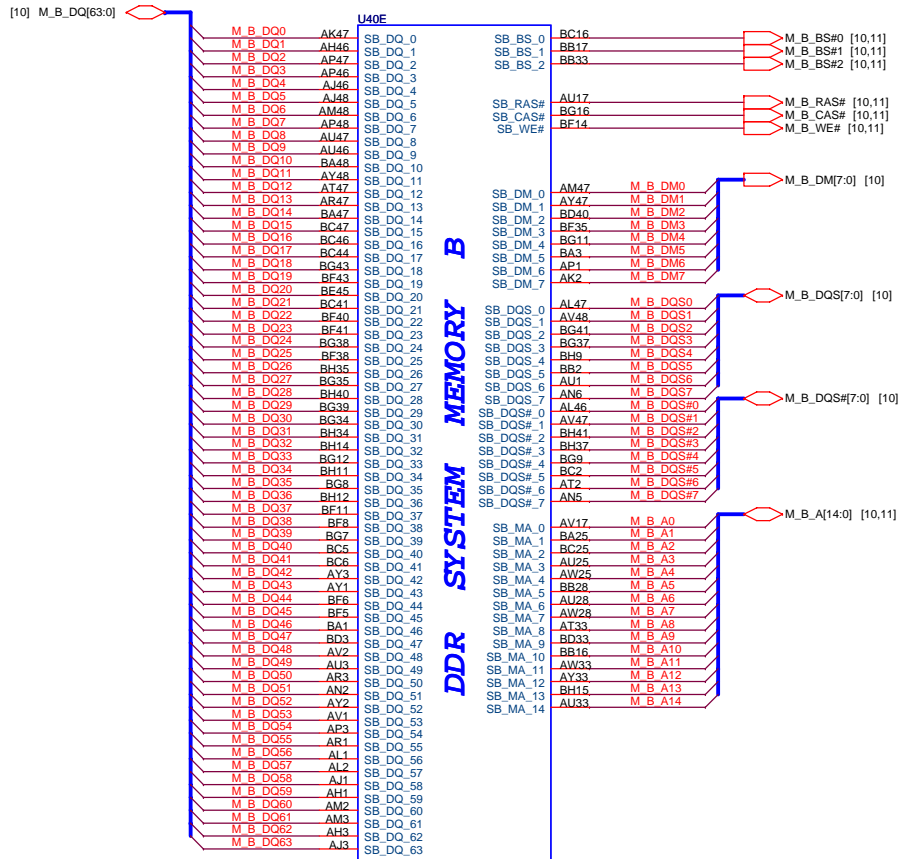 [10] M_B_DQ[63:0]
U40E
M_B_DQ0 AK47 SB_DQ_0
M_B_DQ1 AH46 SB_DQ_1
M_B_DQ2 AP47 SB_DQ_2
M_B_DQ3 AP46 SB_DQ_3
M_B_DQ4 AJ46 SB_DQ_4
M_B_DQ5 AJ48 SB_DQ_5
M_B_DQ6 AM48 SB_DQ_6
M_B_DQ7 AP48 SB_DQ_7
M_B_DQ8 AU47 SB_DQ_8
M_B_DQ9 AU46 SB_DQ_9
M_B_DQ10 BA48 SB_DQ_10
M_B_DQ11 AY48 SB_DQ_11
M_B_DQ12 AT47 SB_DQ_12
M_B_DQ13 AR47 SB_DQ_13
M_B_DQ14 BA47 SB_DQ_14
M_B_DQ15 BC47 SB_DQ_15
M_B_DQ16 BC46 SB_DQ_16
M_B_DQ17 BC44 SB_DQ_17
M_B_DQ18 BG43 SB_DQ_18
M_B_DQ19 BF43 SB_DQ_19
M_B_DQ20 BE45 SB_DQ_20
M_B_DQ21 BC41 SB_DQ_21
M_B_DQ22 BF40 SB_DQ_22
M_B_DQ23 BF41 SB_DQ_23
M_B_DQ24 BG38 SB_DQ_24
M_B_DQ25 BF38 SB_DQ_25
M_B_DQ26 BH35 SB_DQ_26
M_B_DQ27 BG35 SB_DQ_27
M_B_DQ28 BH40 SB_DQ_28
M_B_DQ29 BG39 SB_DQ_29
M_B_DQ30 BG34 SB_DQ_30
M_B_DQ31 BH34 SB_DQ_31
M_B_DQ32 BH14 SB_DQ_32
M_B_DQ33 BG12 SB_DQ_33
M_B_DQ34 BH11 SB_DQ_34
M_B_DQ35 BG8 SB_DQ_35
M_B_DQ36 BH12 SB_DQ_36
M_B_DQ37 BF11 SB_DQ_37
M_B_DQ38 BF8 SB_DQ_38
M_B_DQ39 BG7 SB_DQ_39
M_B_DQ40 BC5 SB_DQ_40
M_B_DQ41 BC6 SB_DQ_41
M_B_DQ42 AY3 SB_DQ_42
M_B_DQ43 AY1 SB_DQ_43
M_B_DQ44 BF6 SB_DQ_44
M_B_DQ45 BF5 SB_DQ_45
M_B_DQ46 BA1 SB_DQ_46
M_B_DQ47 BD3 SB_DQ_47
M_B_DQ48 AV2 SB_DQ_48
M_B_DQ49 AU3 SB_DQ_49
M_B_DQ50 AR3 SB_DQ_50
M_B_DQ51 AN2 SB_DQ_51
M_B_DQ52 AY2 SB_DQ_52
M_B_DQ53 AV1 SB_DQ_53
M_B_DQ54 AP3 SB_DQ_54
M_B_DQ55 AR1 SB_DQ_55
M_B_DQ56 AL1 SB_DQ_56
M_B_DQ57 AL2 SB_DQ_57
M_B_DQ58 AJ1 SB_DQ_58
M_B_DQ59 AH1 SB_DQ_59
M_B_DQ60 AM2 SB_DQ_60
M_B_DQ61 AM3 SB_DQ_61
M_B_DQ62 AH3 SB_DQ_62
M_B_DQ63 AJ3 SB_DQ_63
DDR SYSTEM MEMORY B
SB_BS_0 BC16 M_B_BS#0 [10,11]
SB_BS_1 BB17 M_B_BS#1 [10,11]
SB_BS_2 BB33 M_B_BS#2 [10,11]
SB_RAS# AU17 M_B_RAS# [10,11]
SB_CAS# BG16 M_B_CAS# [10,11]
SB_WE# BF14 M_B_WE# [10,11]
M_B_DM[7:0] [10]
SB_DM_0 AM47 M_B_DM0
SB_DM_1 AY47 M_B_DM1
SB_DM_2 BD40 M_B_DM2
SB_DM_3 BF35 M_B_DM3
SB_DM_4 BG11 M_B_DM4
SB_DM_5 BA3 M_B_DM5
SB_DM_6 AP1 M_B_DM6
SB_DM_7 AK2 M_B_DM7
M_B_DQS[7:0] [10]
SB_DQS_0 AL47 M_B_DQS0
SB_DQS_1 AV48 M_B_DQS1
SB_DQS_2 BG41 M_B_DQS2
SB_DQS_3 BG37 M_B_DQS3
SB_DQS_4 BH9 M_B_DQS4
SB_DQS_5 BB2 M_B_DQS5
SB_DQS_6 AU1 M_B_DQS6
SB_DQS_7 AN6 M_B_DQS7
M_B_DQS#[7:0] [10]
SB_DQS#_0 AL46 M_B_DQS#0
SB_DQS#_1 AV47 M_B_DQS#1
SB_DQS#_2 BH41 M_B_DQS#2
SB_DQS#_3 BH37 M_B_DQS#3
SB_DQS#_4 BG9 M_B_DQS#4
SB_DQS#_5 BC2 M_B_DQS#5
SB_DQS#_6 AT2 M_B_DQS#6
SB_DQS#_7 AN5 M_B_DQS#7
M_B_A[14:0] [10,11]
SB_MA_0 AV17 M_B_A0
SB_MA_1 BA25 M_B_A1
SB_MA_2 BC25 M_B_A2
SB_MA_3 AU25 M_B_A3
SB_MA_4 AW25 M_B_A4
SB_MA_5 BB28 M_B_A5
SB_MA_6 AU28 M_B_A6
SB_MA_7 AW28 M_B_A7
SB_MA_8 AT33 M_B_A8
SB_MA_9 BD33 M_B_A9
SB_MA_10 BB16 M_B_A10
SB_MA_11 AW33 M_B_A11
SB_MA_12 AY33 M_B_A12
SB_MA_13 BH15 M_B_A13
SB_MA_14 AU33 M_B_A14